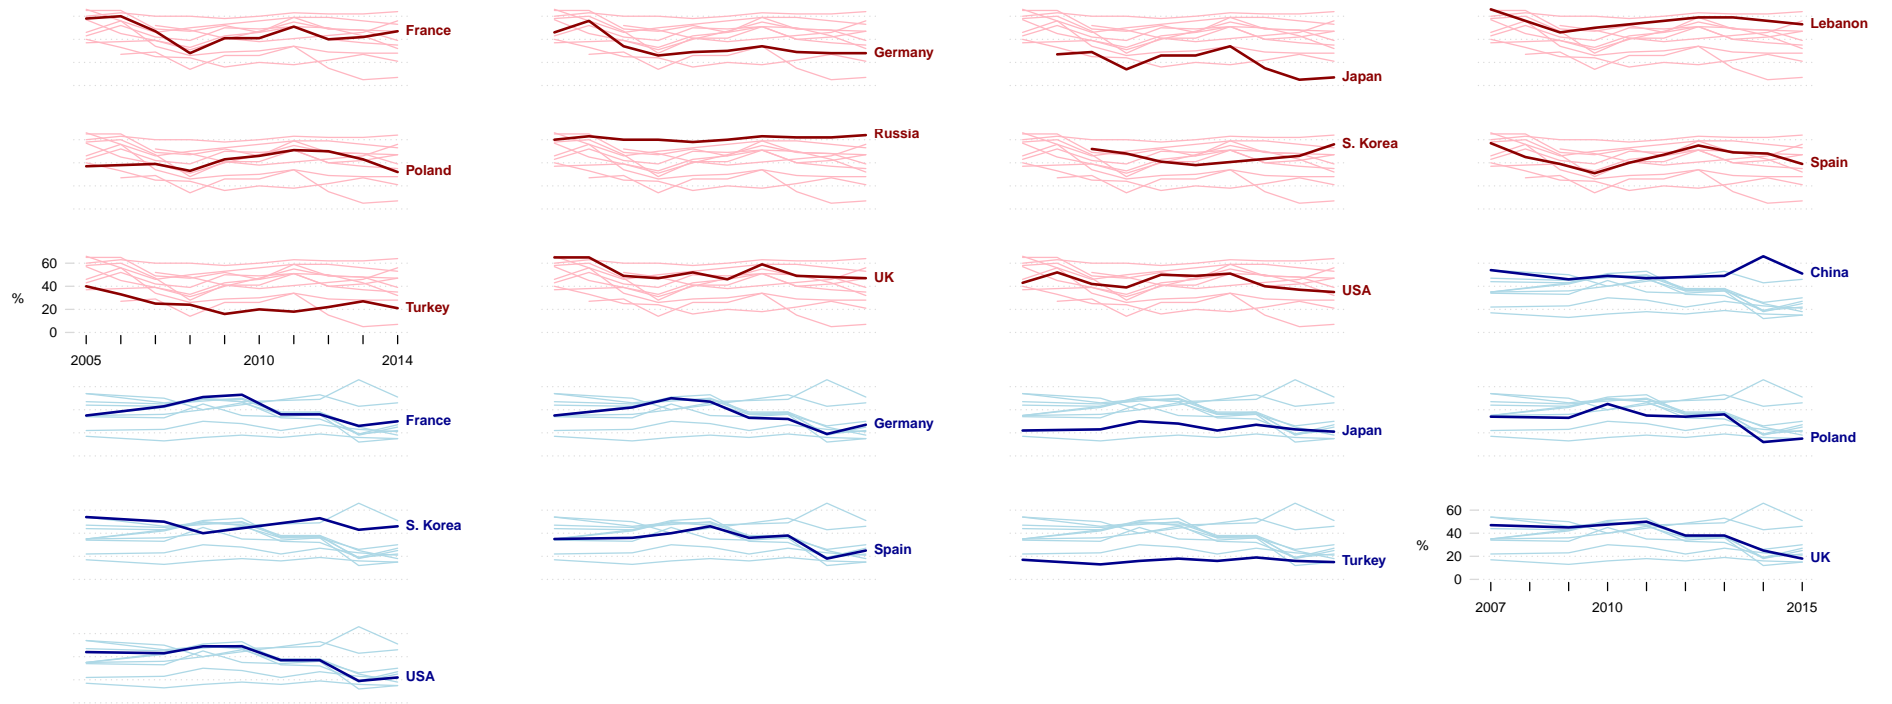 France
Germany
Japan
Lebanon
Poland
Russia
S. Korea
Spain
60
40
%
20
0
2005
2010
2014
Turkey
UK
USA
China
France
Germany
Japan
Poland
S. Korea
Spain
Turkey
60
40
%
20
0
2007
2010
2015
UK
USA